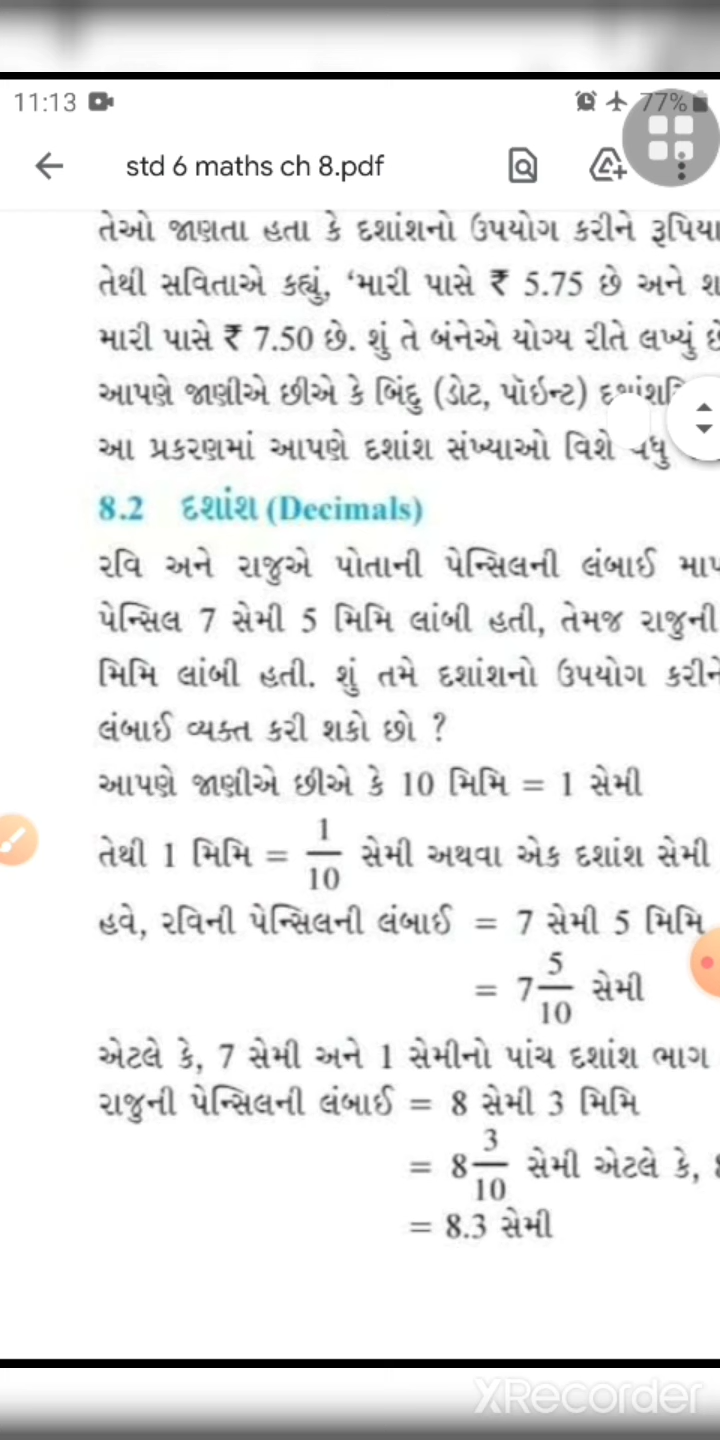 11:13
77%
std 6 maths ch 8.pdf
તેઓ જાણતા હતા કે દશાંશનો ઉપયોગ કરીને રૂપિયા
તેથી સવિતાએ કહ્યું, ‘મારી પાસે ₹ 5.75 છે અને
મારી પાસે ₹ 7.50 છે. શું તે બંનેએ યોગ્ય રીતે લખ્યું
આપણે જાણીએ છીએ કે બિંદુ (ડોટ, પૉઇન્ટ)
આ પ્રકરણમાં આપણે દશાંશ સંખ્યાઓ વિશે વધુ
8.2 દશાંશ (Decimals)
રવિ અને રાજુએ પોતાની પેન્સિલની લંબાઈ
પેન્સિલ 7 સેમી 5 મિમિ લાંબી હતી, તેમજ રાજુની
મિમિ લાંબી હતી. શું તમે દશાંશનો ઉપયોગ કરીને
લંબાઈ વ્યક્ત કરી શકો છો ?
આપણે જાણીએ છીએ કે 10 મિમિ = 1 સેમી
તેથી 1 મિમિ = 1/10 સેમી અથવા એક દશાંશ સેમી
હવે, રવિની પેન્સિલની લંબાઈ = 7 સેમી 5 મિમિ
= 7 5/10 સેમી
એટલે કે, 7 સેમી અને 1 સેમીનો પાંચ દશાંશ ભાગ
રાજુની પેન્સિલની લંબાઈ = 8 સેમી 3 મિમિ
= 8 3/10 સેમી એટલે કે,
= 8.3 સેમી
XRecorder